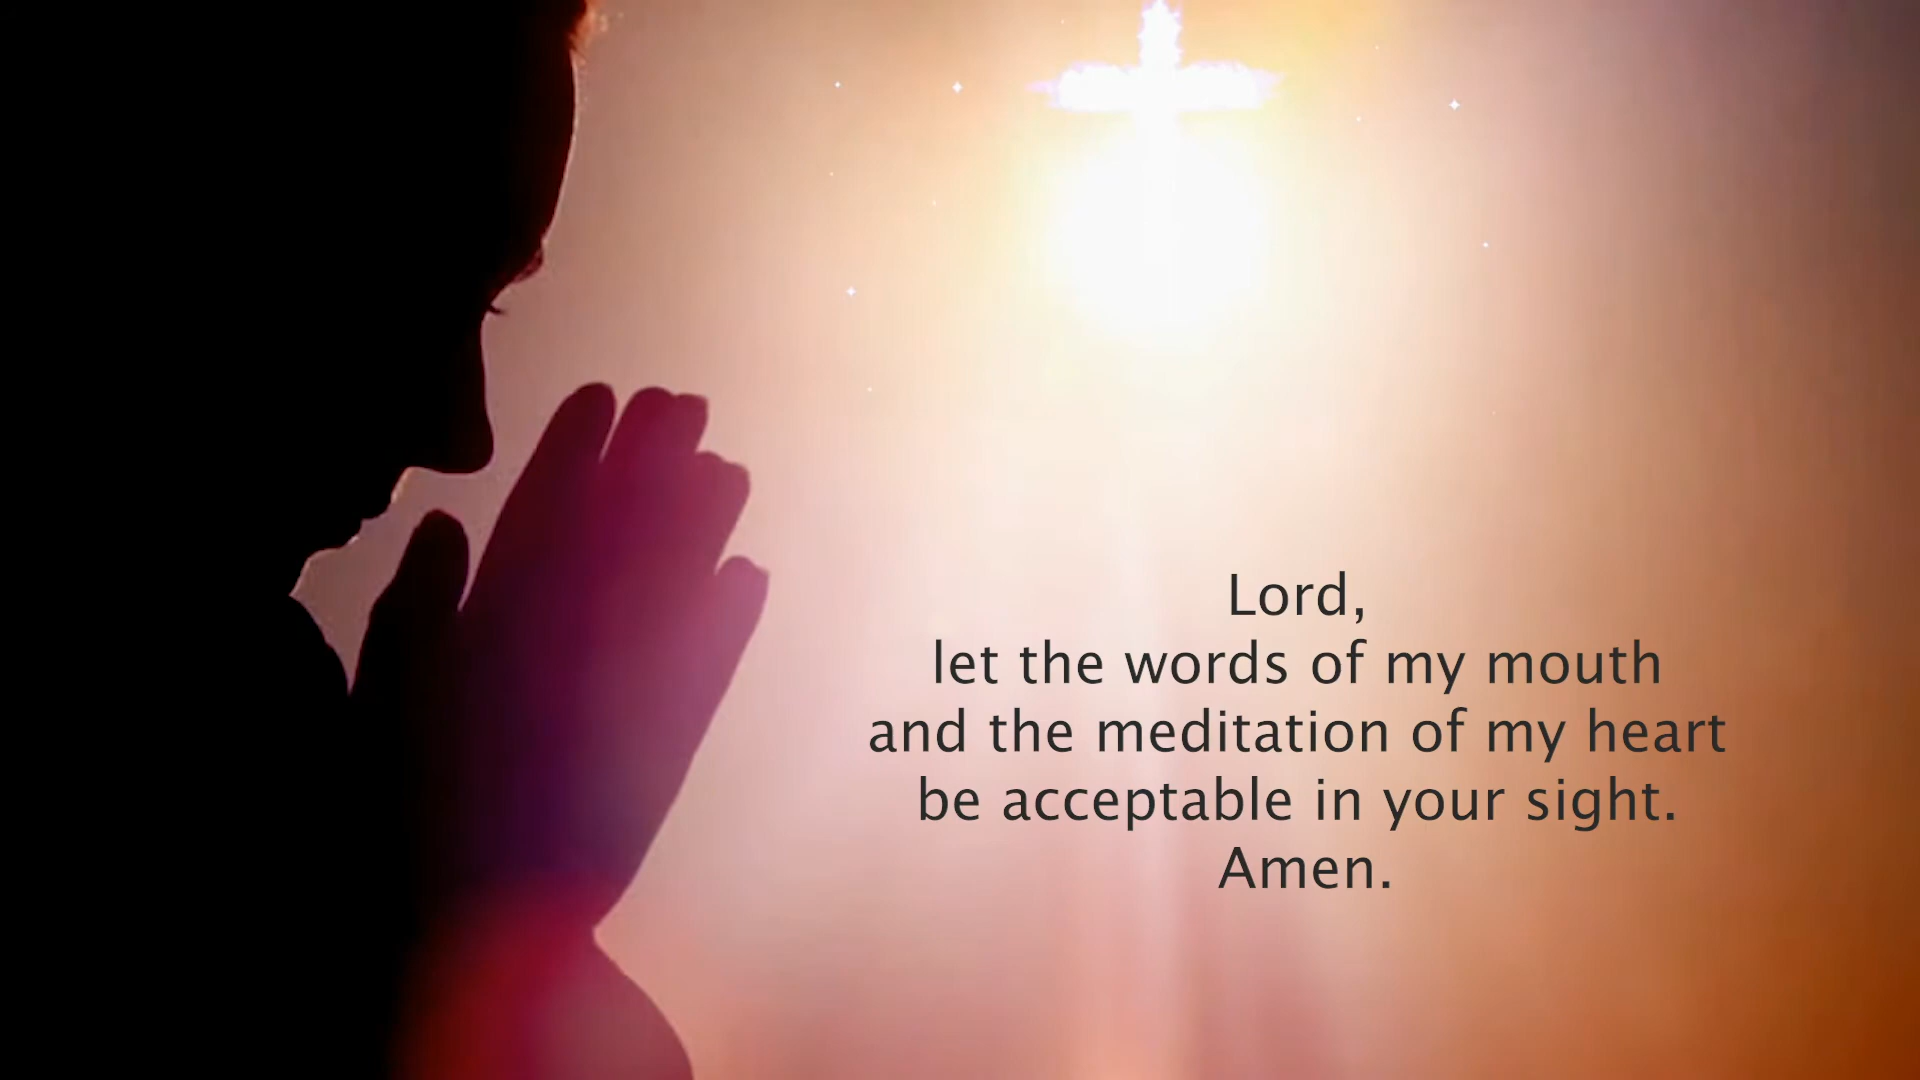 Lord,
let the words of my mouth
and the meditation of my heart
be acceptable in your sight.
Amen.